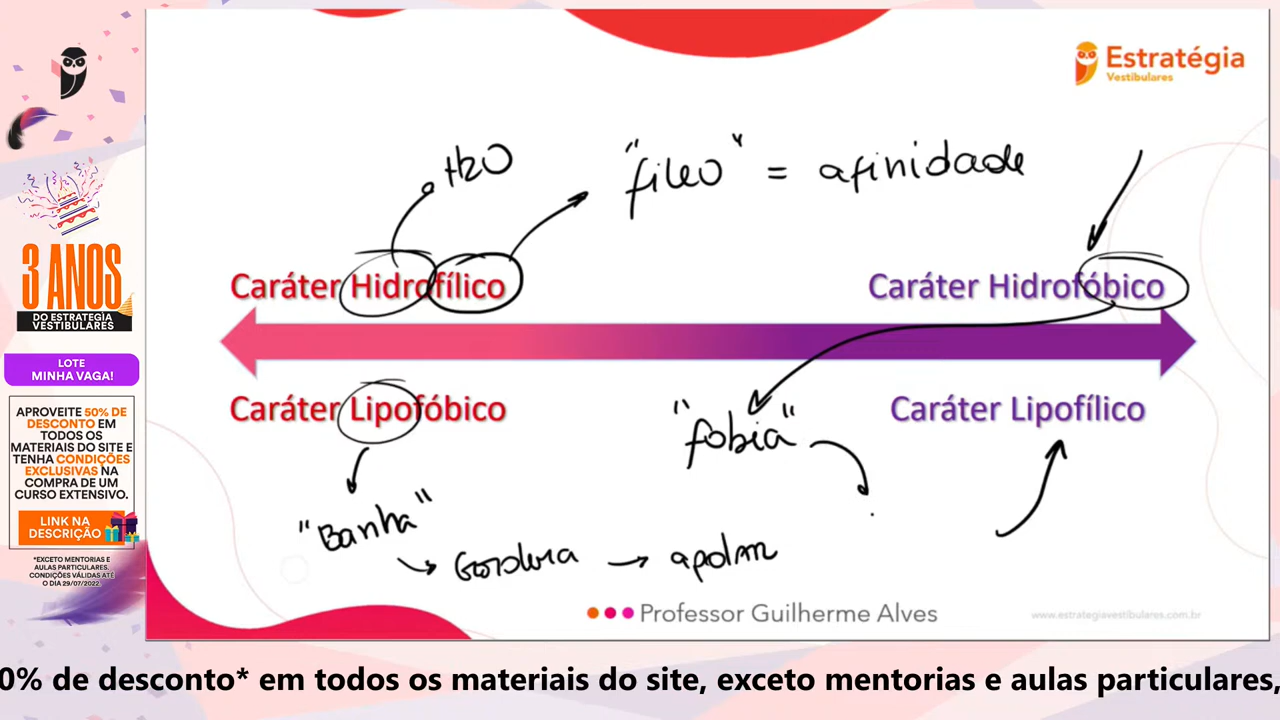 3 ANOS
DO ESTRATEGIA
VESTIBULARES
LOTE
MINHA VAGA!
APROVEITE 50% DE
DESCONTO EM
TODOS OS
MATERIAIS DO SITE E
TENHA CONDIÇÕES
EXCLUSIVAS NA
COMPRA DE UM
CURSO EXTENSIVO.
LINK NA
DESCRIÇÃO
*EXCETO MENTORIAS E
AULAS PARTICULARES.
CONDIÇÕES VÁLIDAS ATÉ
O DIA 29/07/2022.
Estratégia
Vestibulares
H2O
"filo" = afinidade
Caráter Hidrofílico
Caráter Hidrofóbico
Caráter Lipofóbico
Caráter Lipofílico
"fobia"
"Banha"
Gordura → apolar
Professor Guilherme Alves
www.estrategiavestibulares.com.br
0% de desconto* em todos os materiais do site, exceto mentorias e aulas particulares,